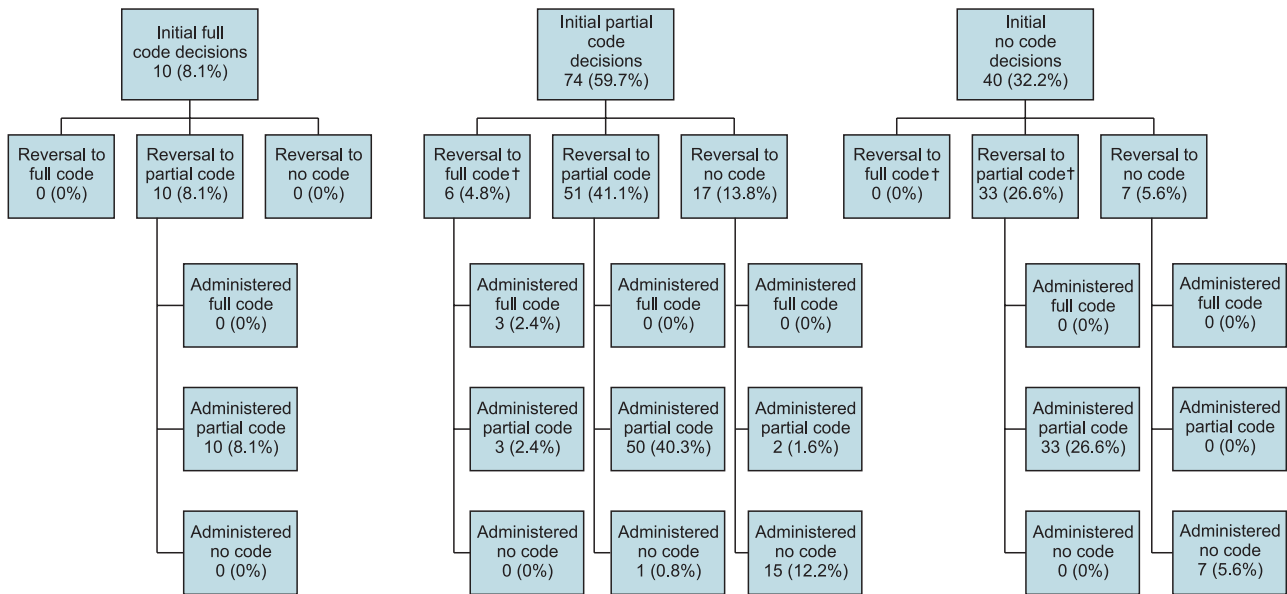 Initial full
code decisions
10 (8.1%)
Initial partial
code
decisions
74 (59.7%)
Initial
no code
decisions
40 (32.2%)
Reversal to
full code
0 (0%)
Reversal to
partial code
10 (8.1%)
Reversal to
no code
0 (0%)
Reversal to
full code†
6 (4.8%)
Reversal to
partial code
51 (41.1%)
Reversal to
no code
17 (13.8%)
Reversal to
full code†
0 (0%)
Reversal to
partial code†
33 (26.6%)
Reversal to
no code
7 (5.6%)
Administered
full code
0 (0%)
Administered
full code
3 (2.4%)
Administered
full code
0 (0%)
Administered
full code
0 (0%)
Administered
full code
0 (0%)
Administered
full code
0 (0%)
Administered
partial code
10 (8.1%)
Administered
partial code
3 (2.4%)
Administered
partial code
50 (40.3%)
Administered
partial code
2 (1.6%)
Administered
partial code
33 (26.6%)
Administered
partial code
0 (0%)
Administered
no code
0 (0%)
Administered
no code
0 (0%)
Administered
no code
1 (0.8%)
Administered
no code
15 (12.2%)
Administered
no code
0 (0%)
Administered
no code
7 (5.6%)